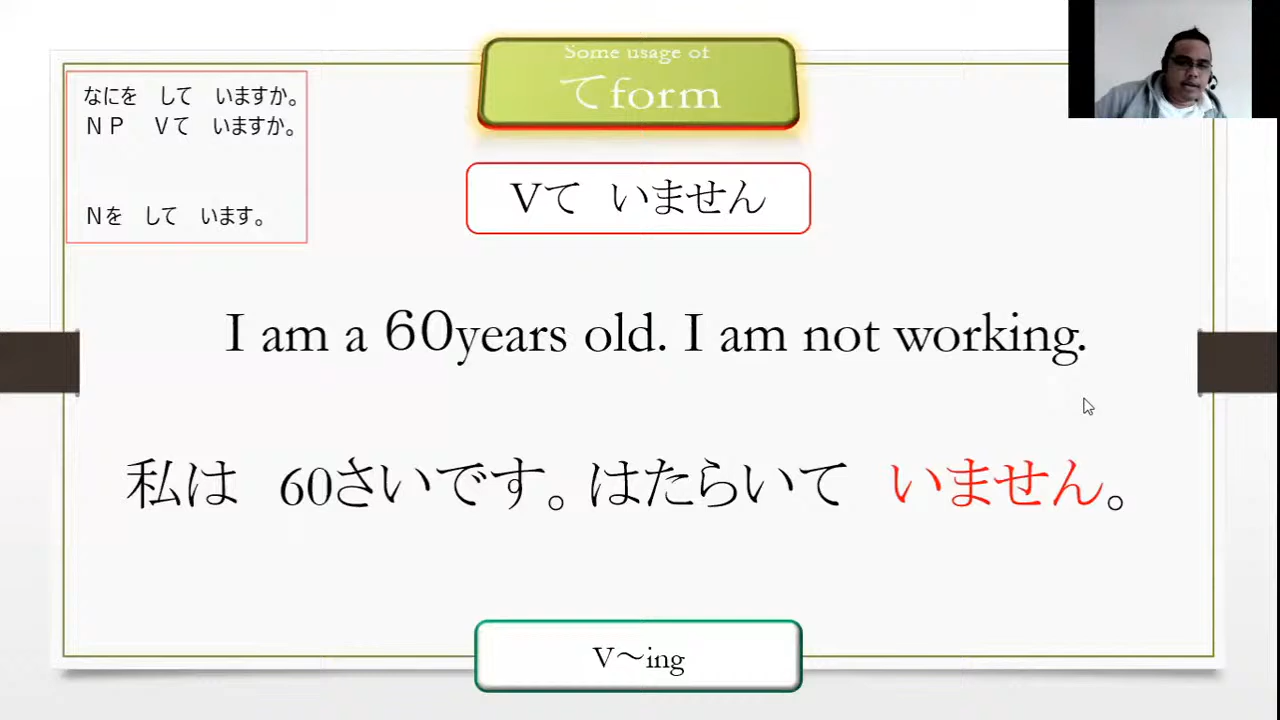 Some usage of
てform
なにを　して　いますか。
ＮＰ　Ｖて　いますか。
Ｎを　して　います。
Vて　いません
I am a 60years old. I am not working.
私は　60さいです。はたらいて　いません。
V～ing